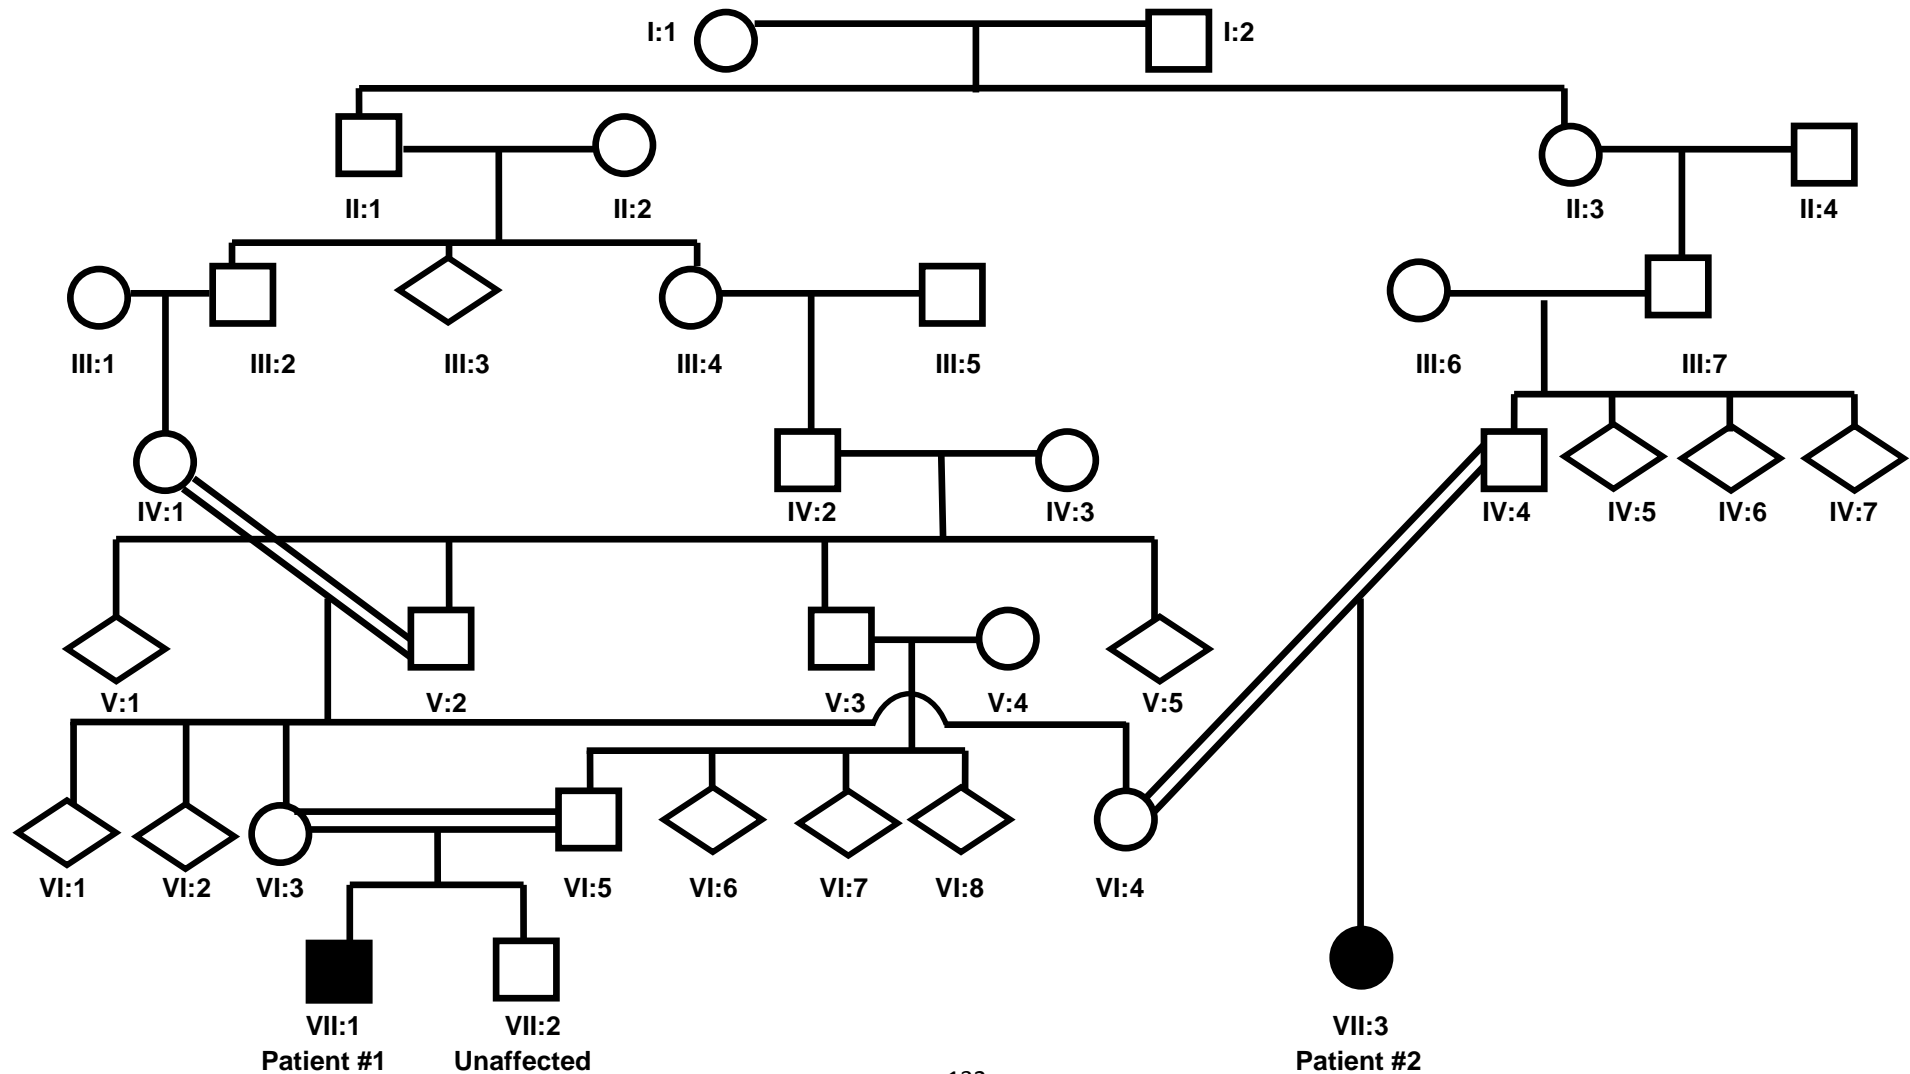 I:1 I:2
II:1 II:2 II:3 II:4
III:1 III:2 III:3 III:4 III:5 III:6 III:7
IV:1 IV:2 IV:3 IV:4 IV:5 IV:6 IV:7
V:1 V:2 V:3 V:4 V:5
VI:1 VI:2 VI:3 VI:5 VI:6 VI:7 VI:8 VI:4
VII:1 VII:2 VII:3
Patient #1 Unaffected Patient #2